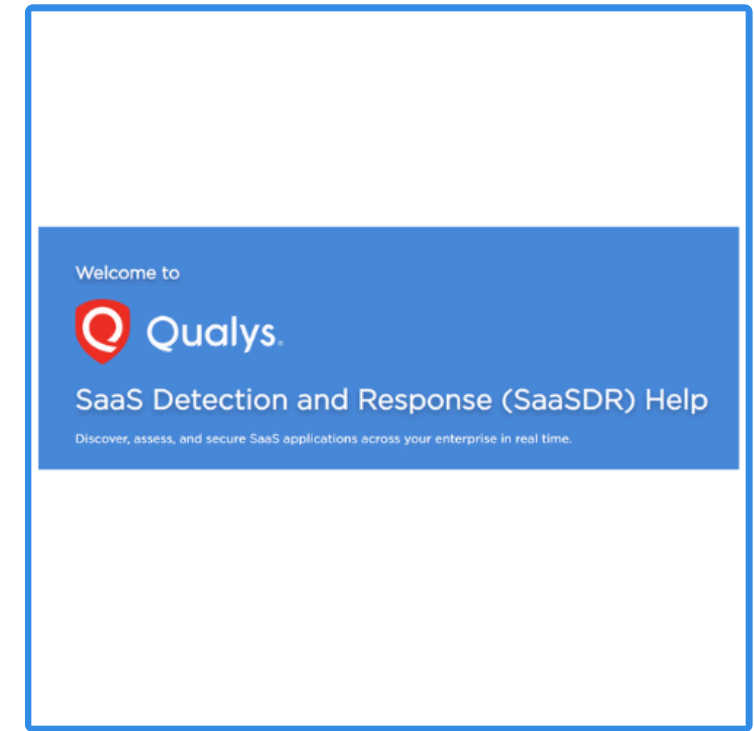 Welcome to
Qualys.
SaaS Detection and Response (SaaSDR) Help
Discover, assess, and secure SaaS applications across your enterprise in real time.